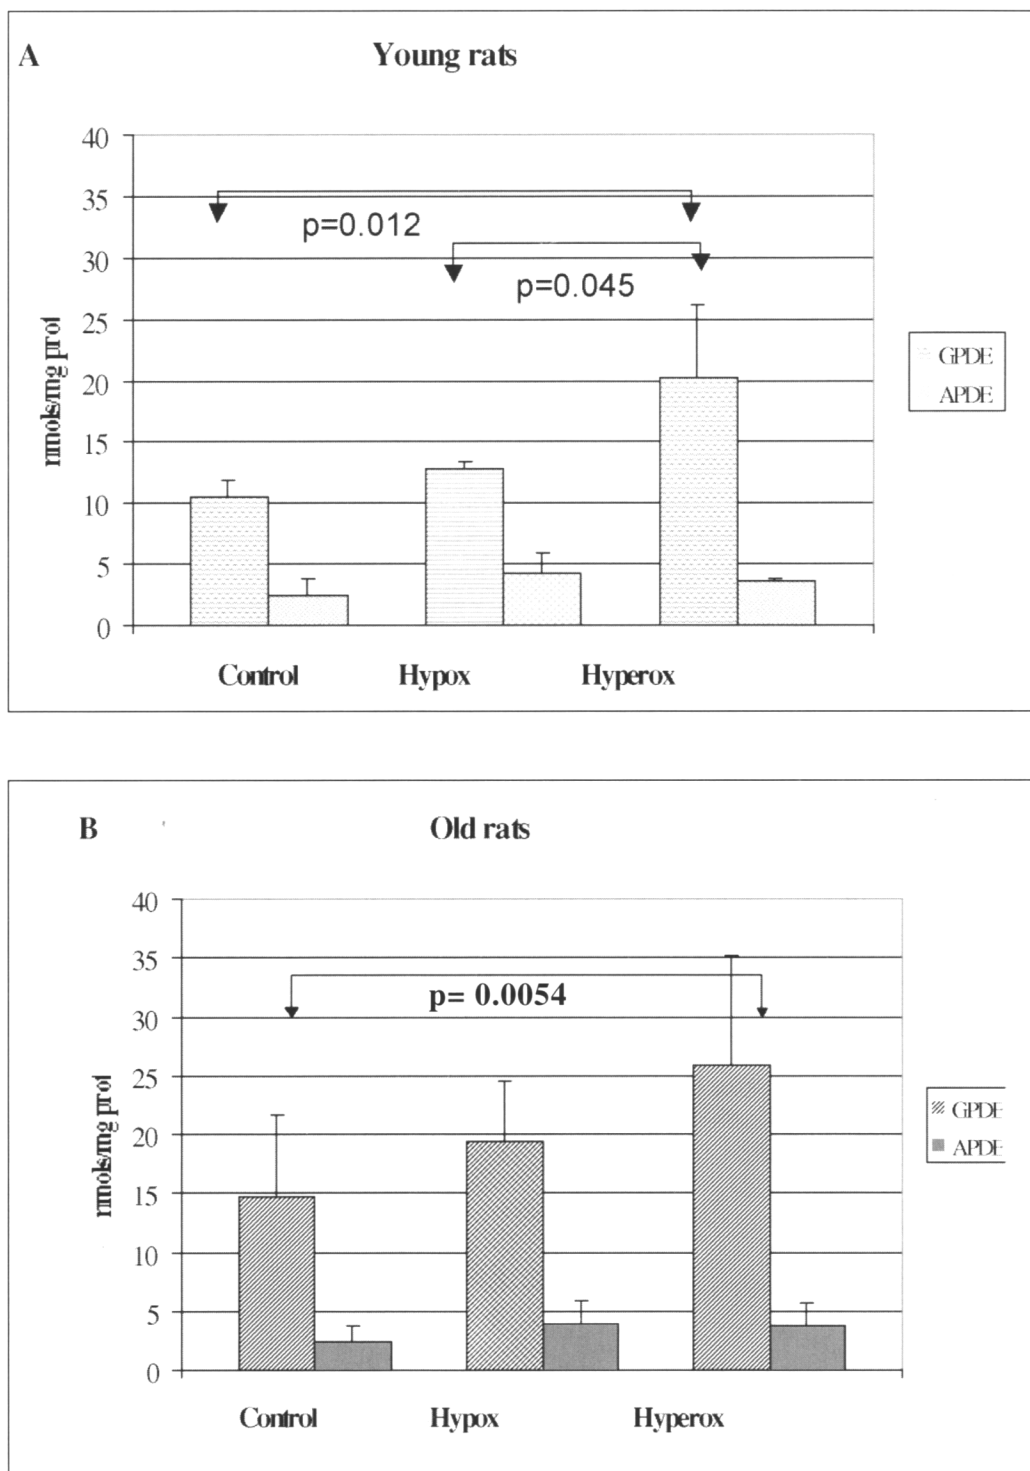 A
Young rats
40
35
p=0.012
30
p=0.045
25
20
15
10
5
0
nmols/mg prot
GPDE
APDE
Control Hypox Hyperox
B
Old rats
40
35
p= 0.0054
30
25
20
15
10
5
0
nmols/mg prot
GPDE
APDE
Control Hypox Hyperox